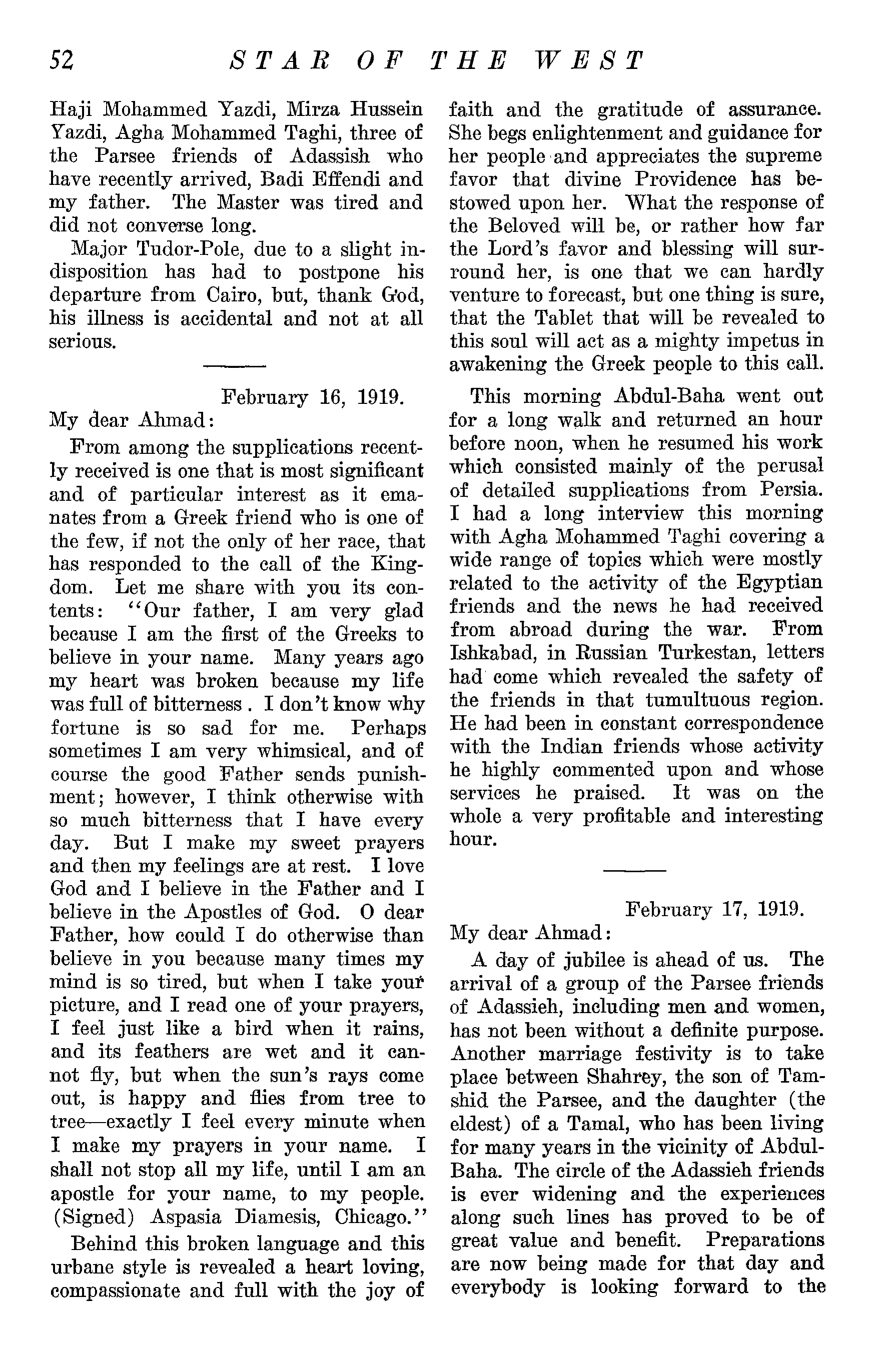 52 STAR OF THE WEST
Haji Mohammed Yazdi, Mirza Hussein
Yazdi, Agha Mohammed Taghi, three of
the Parsee friends of Adassish who
have recently arrived, Badi Effendi and
my father. The Master was tired and
did not converse long.
Major Tudor-Pole, due to a slight in-
disposition has had to postpone his
departure from Cairo, but, thank God,
his illness is accidental and not at all
serious.
February 16, 1919.
My dear Ahmad:
From among the supplications recent-
ly received is one that is most significant
and of particular interest as it ema-
nates from a Greek friend who is one of
the few, if not the only of her race, that
has responded to the call of the King-
dom. Let me share with you its con-
tents: "Our father, I am very glad
because I am the first of the Greeks to
believe in your name. Many years ago
my heart was broken because my life
was full of bitterness . I don't know why
fortune is so sad for me. Perhaps
sometimes I am very whimsical, and of
course the good Father sends punish-
ment; however, I think otherwise with
so much bitterness that I have every
day. But I make my sweet prayers
and then my feelings are at rest. I love
God and I believe in the Father and I
believe in the Apostles of God. O dear
Father, how could I do otherwise than
believe in you because many times my
mind is so tired, but when I take your
picture, and I read one of your prayers,
I feel just like a bird when it rains,
and its feathers are wet and it can-
not fly, but when the sun's rays come
out, is happy and flies from tree to
tree—exactly I feel every minute when
I make my prayers in your name. I
shall not stop all my life, until I am an
apostle for your name, to my people.
(Signed) Aspasia Diamesis, Chicago."
Behind this broken language and this
urbane style is revealed a heart loving,
compassionate and full with the joy of
faith and the gratitude of assurance.
She begs enlightenment and guidance for
her people and appreciates the supreme
favor that divine Providence has be-
stowed upon her. What the response of
the Beloved will be, or rather how far
the Lord's favor and blessing will sur-
round her, is one that we can hardly
venture to forecast, but one thing is sure,
that the Tablet that will be revealed to
this soul will act as a mighty impetus in
awakening the Greek people to this call.
This morning Abdul-Baha went out
for a long walk and returned an hour
before noon, when he resumed his work
which consisted mainly of the perusal
of detailed supplications from Persia.
I had a long interview this morning
with Agha Mohammed Taghi covering a
wide range of topics which were mostly
related to the activity of the Egyptian
friends and the news he had received
from abroad during the war. From
Ishkabad, in Russian Turkestan, letters
had come which revealed the safety of
the friends in that tumultuous region.
He had been in constant correspondence
with the Indian friends whose activity
he highly commented upon and whose
services he praised. It was on the
whole a very profitable and interesting
hour.
February 17, 1919.
My dear Ahmad:
A day of jubilee is ahead of us. The
arrival of a group of the Parsee friends
of Adassieh, including men and women,
has not been without a definite purpose.
Another marriage festivity is to take
place between Shahrey, the son of Tam-
shid the Parsee, and the daughter (the
eldest) of a Tamal, who has been living
for many years in the vicinity of Abdul-
Baha. The circle of the Adassieh friends
is ever widening and the experiences
along such lines has proved to be of
great value and benefit. Preparations
are now being made for that day and
everybody is looking forward to the